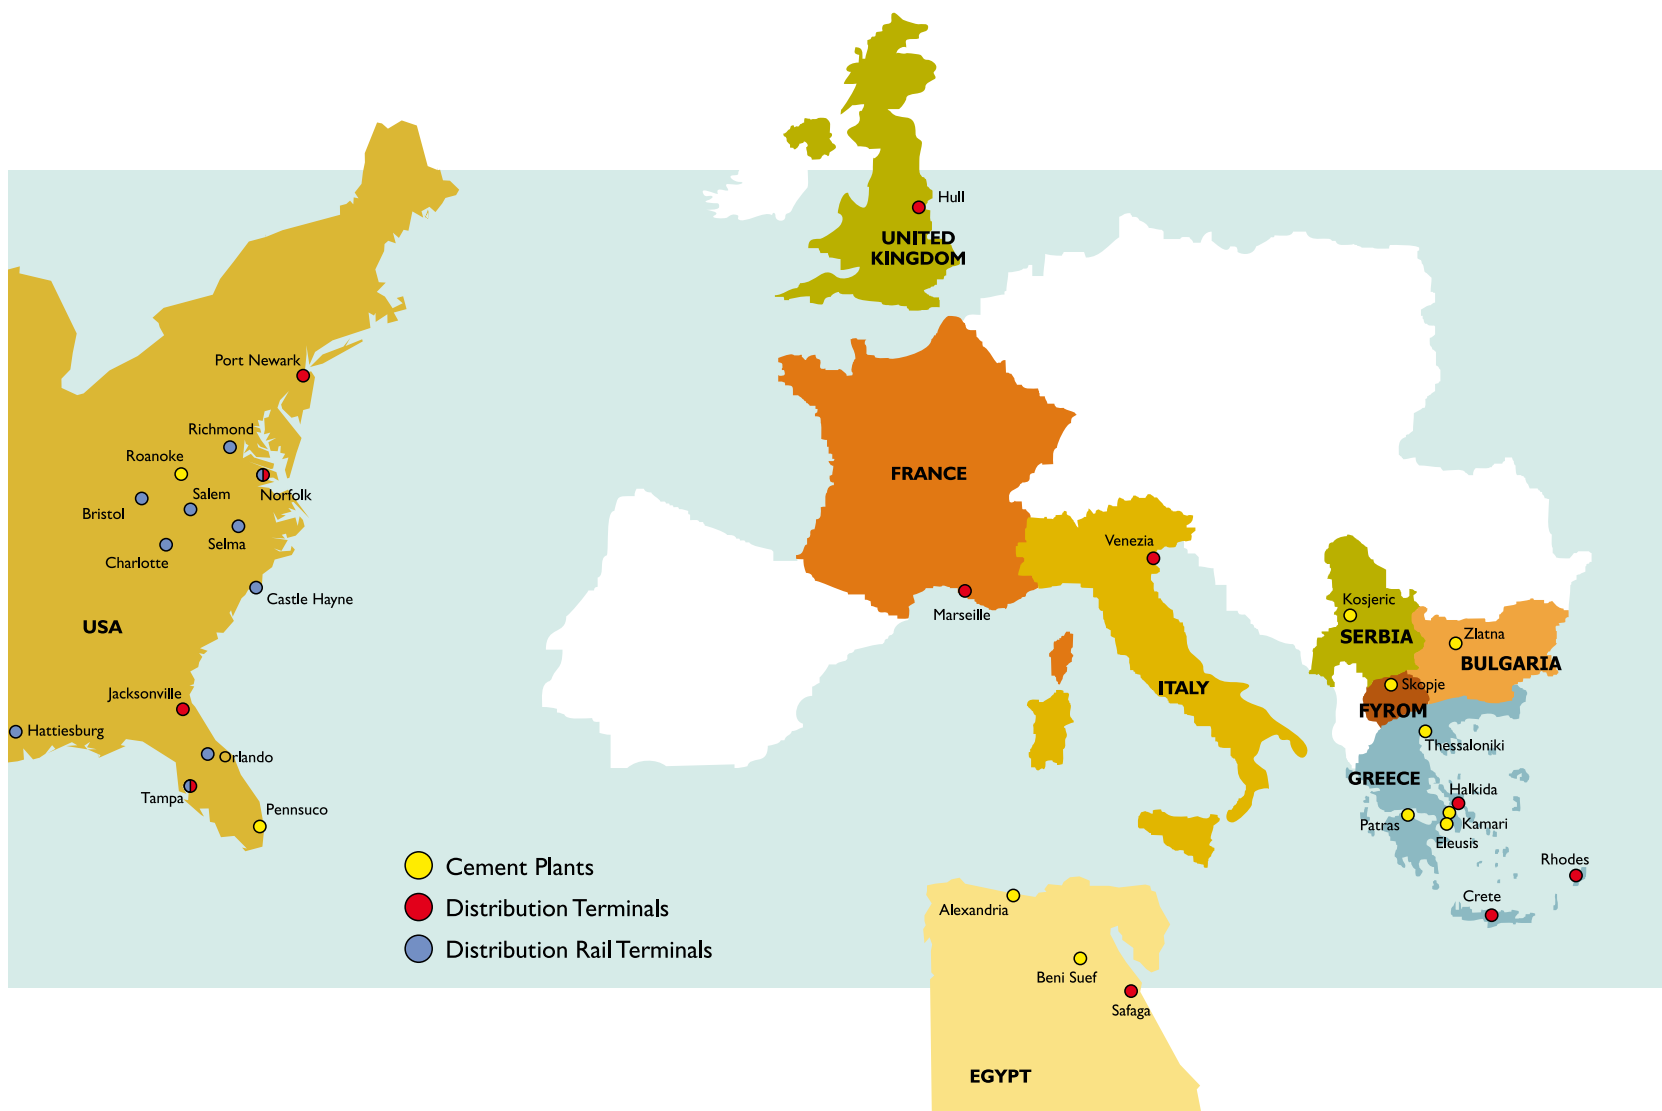 Hull
UNITED
KINGDOM
Port Newark
Richmond
Roanoke
Salem
Norfolk
Bristol
Selma
Charlotte
Castle Hayne
USA
Jacksonville
Hattiesburg
Orlando
Tampa
Pennsuco
FRANCE
Marseille
Venezia
ITALY
Kosjeric
SERBIA
Zlatna
BULGARIA
Skopje
FYROM
Thessaloniki
GREECE
Halkida
Patras
Kamari
Eleusis
Rhodes
Crete
Cement Plants
Distribution Terminals
Distribution Rail Terminals
Alexandria
Beni Suef
Safaga
EGYPT